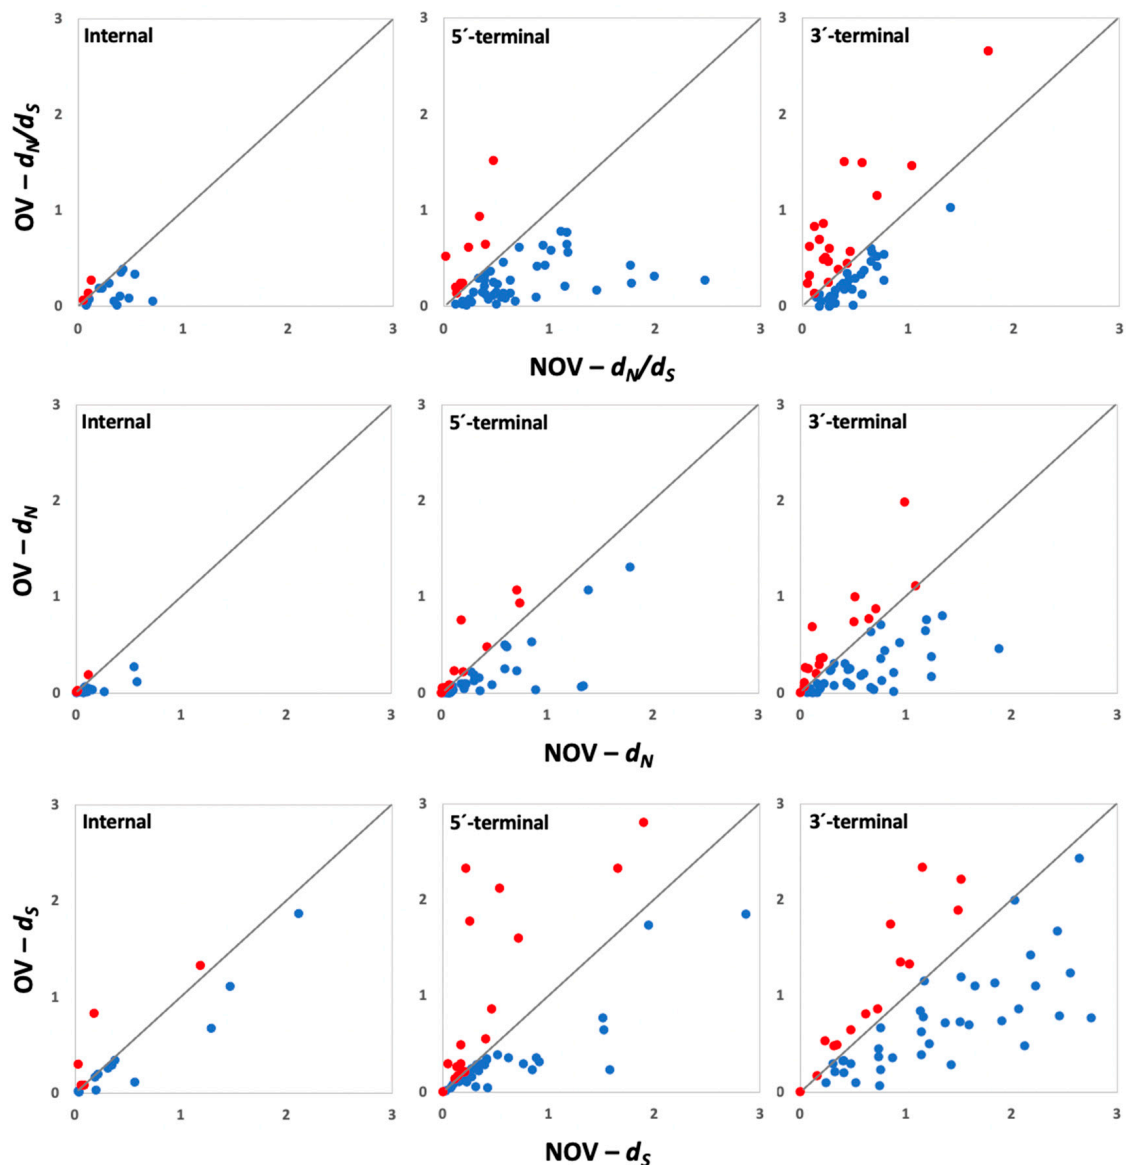 Internal
5´-terminal
3´-terminal
OV – dN/dS
3
2
1
0
0 1 2 3
3
2
1
0
0 1 2 3
3
2
1
0
0 1 2 3
NOV – dN/dS
Internal
5´-terminal
3´-terminal
OV – dN
3
2
1
0
0 1 2 3
3
2
1
0
0 1 2 3
3
2
1
0
0 1 2 3
NOV – dN
Internal
5´-terminal
3´-terminal
OV – dS
3
2
1
0
0 1 2 3
3
2
1
0
0 1 2 3
3
2
1
0
0 1 2 3
NOV – dS